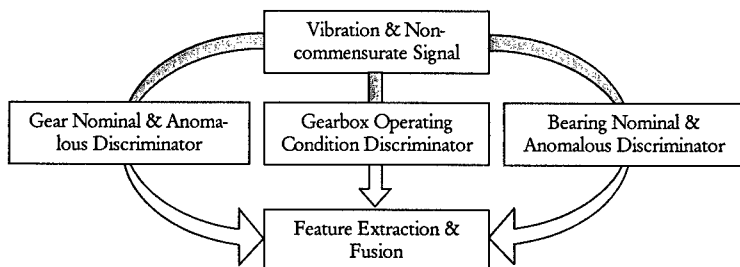 Vibration & Non-
commensurate Signal
Gear Nominal & Anoma-
lous Discriminator
Gearbox Operating
Condition Discriminator
Bearing Nominal &
Anomalous Discriminator
Feature Extraction &
Fusion